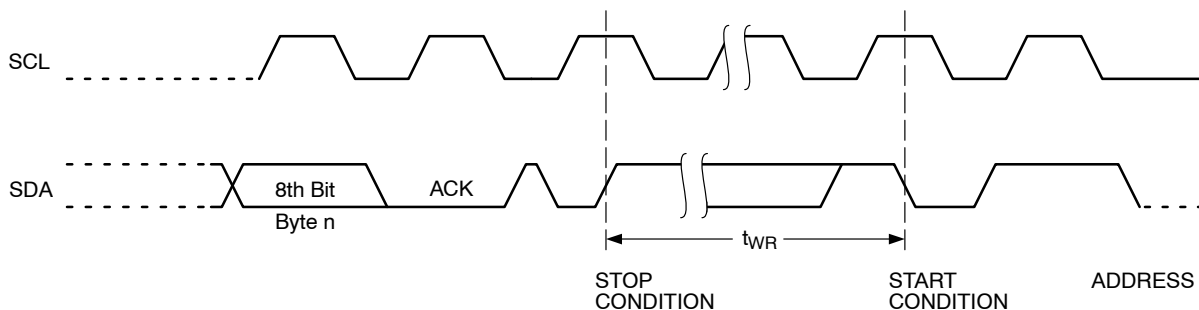 SCL
SDA
8th Bit
Byte n
ACK
tWR
STOP
CONDITION
START
CONDITION
ADDRESS